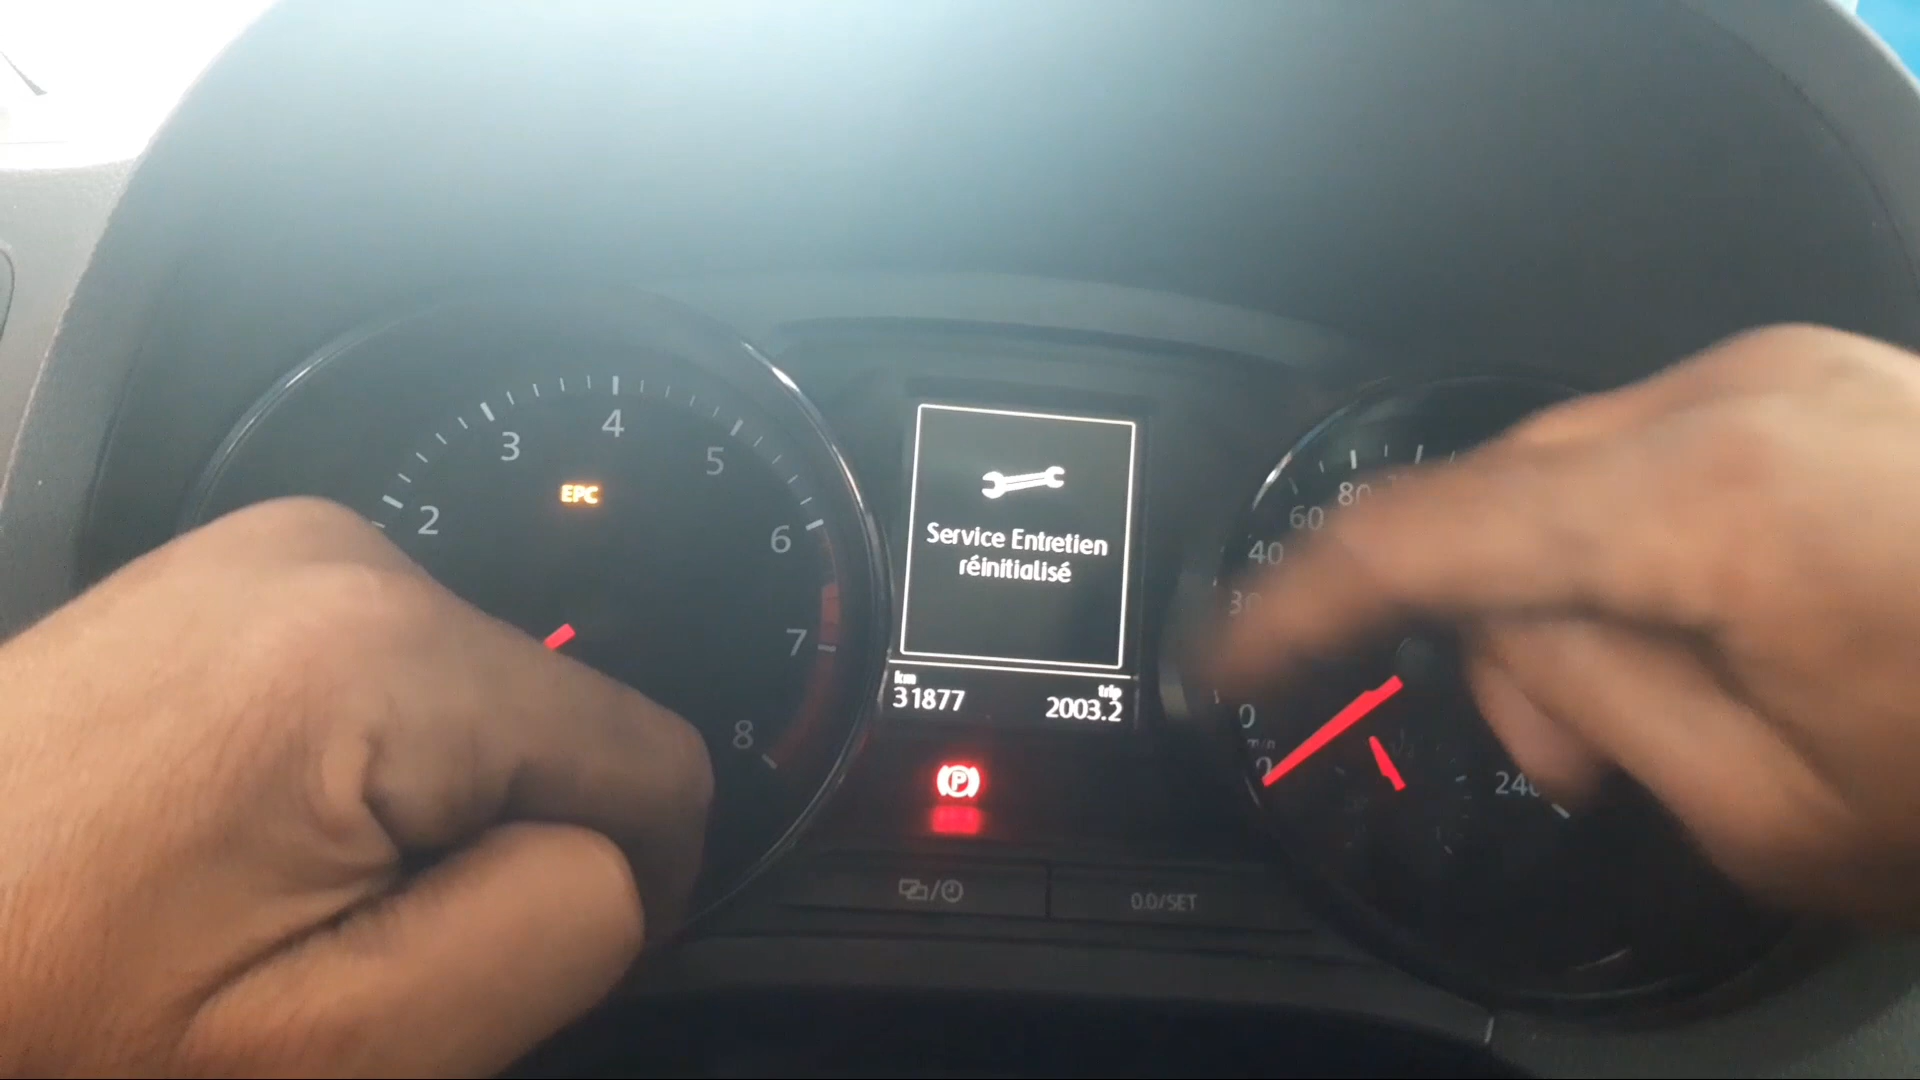 2
3
4
5
6
7
8
EPC
Service Entretien
réinitialisé
km
31877
trip
2003.2
P
0.0/SET
0
30
40
60
80
240